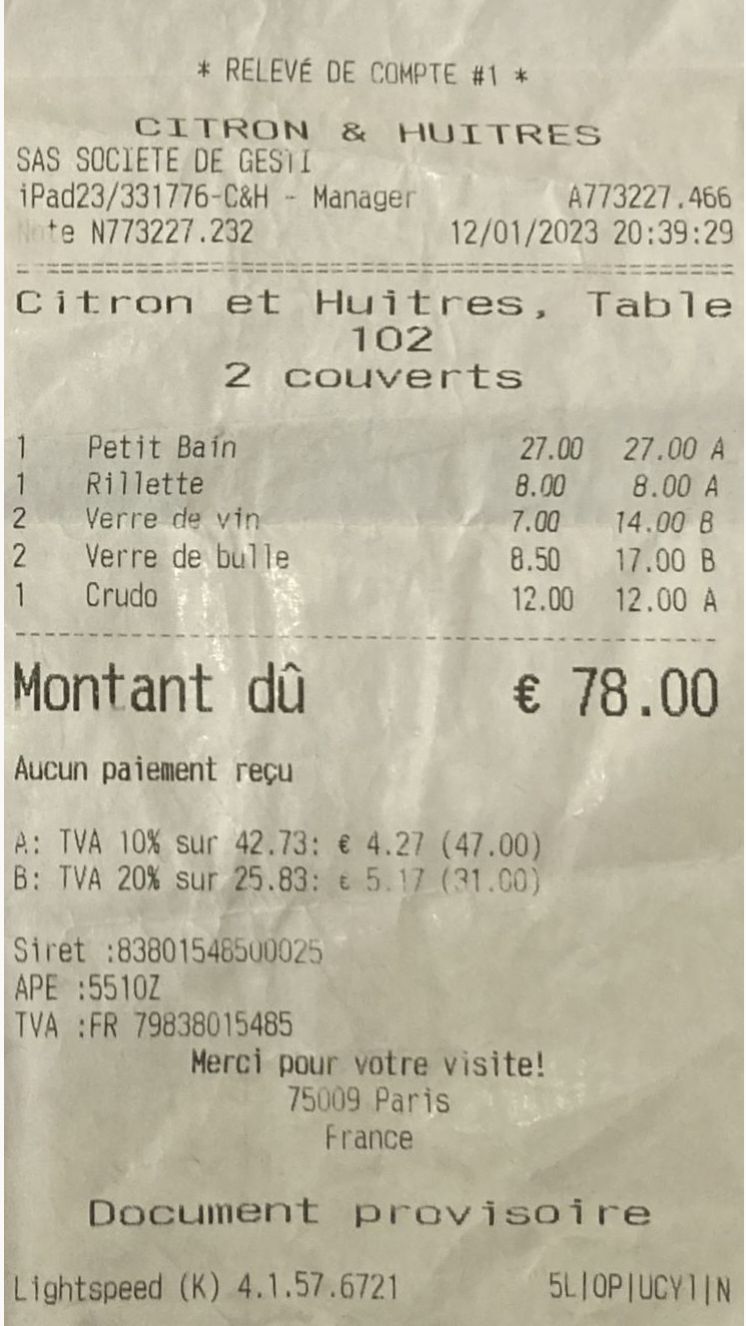 * RELEVÉ DE COMPTE #1 *
CITRON & HUITRES
SAS SOCIETE DE GESTI
iPad23/331776-C&H - Manager A773227.466
Note N773227.232 12/01/2023 20:39:29
Citron et Huitres, Table
102
2 couverts
1 Petit Bain 27.00 27.00 A
1 Rillette 8.00 8.00 A
2 Verre de vin 7.00 14.00 B
2 Verre de bulle 8.50 17.00 B
1 Crudo 12.00 12.00 A
Montant dû € 78.00
Aucun paiement reçu
A: TVA 10% sur 42.73: € 4.27 (47.00)
B: TVA 20% sur 25.83: € 5.17 (31.00)
Siret :83801548500025
APE :5510Z
TVA :FR 79838015485
Merci pour votre visite!
75009 Paris
France
Document provisoire
Lightspeed (K) 4.1.57.6721 5L|OP|UCY1|N